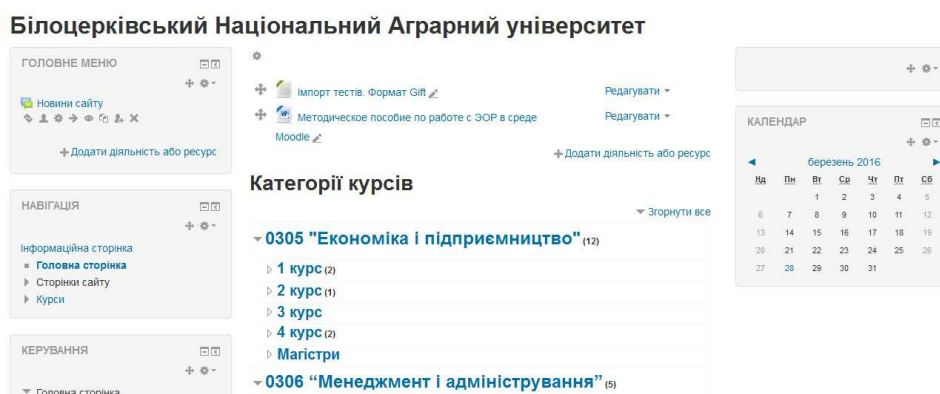 Білоцерківський Національний Аграрний університет
ГОЛОВНЕ МЕНЮ
Новини сайту
Додати діяльність або ресурс
НАВІГАЦІЯ
Інформаційна сторінка
Головна сторінка
Сторінки сайту
Курси
КЕРУВАННЯ
Головна сторінка
Імпорт тестів. Формат Gift
Редагувати
Методическое пособие по работе с ЭОР в среде
Moodle
Редагувати
Додати діяльність або ресурс
Категорії курсів
Згорнути все
0305 "Економіка і підприємництво" (12)
1 курс (2)
2 курс (1)
3 курс
4 курс (2)
Магістри
0306 “Менеджмент і адміністрування” (5)
КАЛЕНДАР
березень 2016
Нд Пн Вт Ср Чт Пт Сб
1 2 3 4 5
6 7 8 9 10 11 12
13 14 15 16 17 18 19
20 21 22 23 24 25 26
27 28 29 30 31